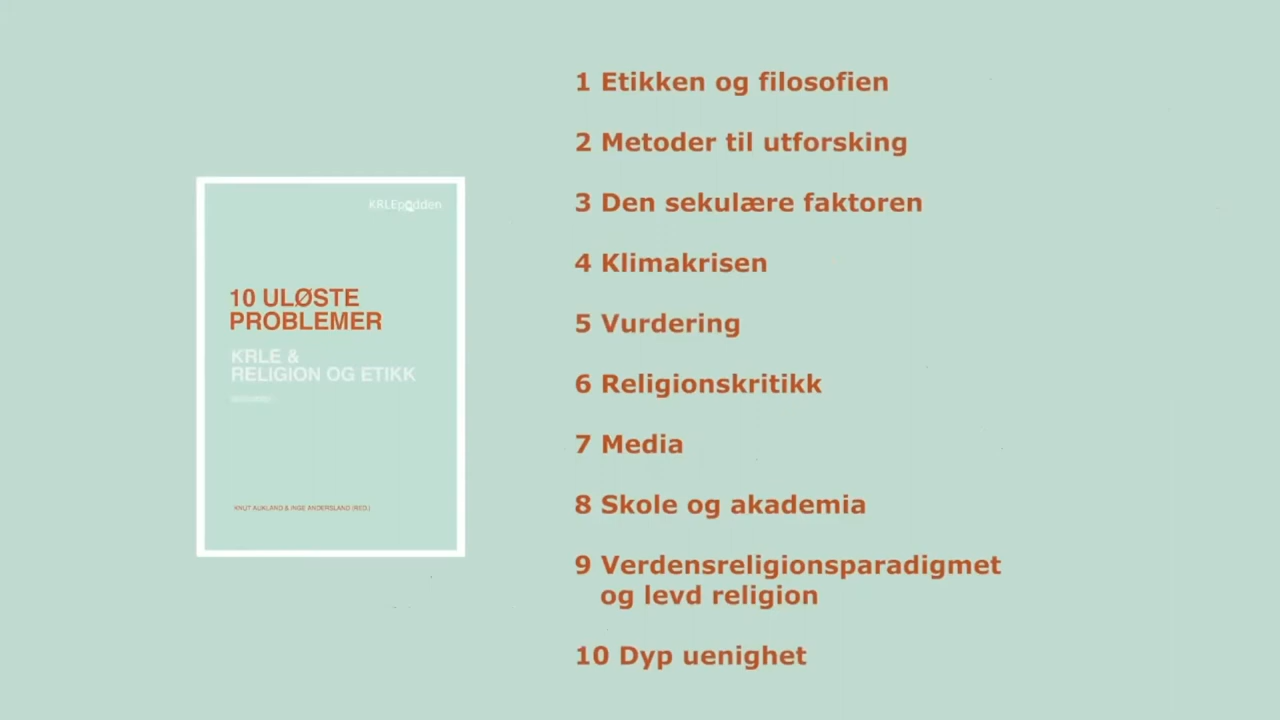 KRLEpodden
10 ULØSTE
PROBLEMER
KRLE &
RELIGION OG ETIKK
KNUT AUKLAND & INGE ANDERSLAND (RED.)
1 Etikken og filosofien
2 Metoder til utforsking
3 Den sekulære faktoren
4 Klimakrisen
5 Vurdering
6 Religionskritikk
7 Media
8 Skole og akademia
9 Verdensreligionsparadigmet
og levd religion
10 Dyp uenighet